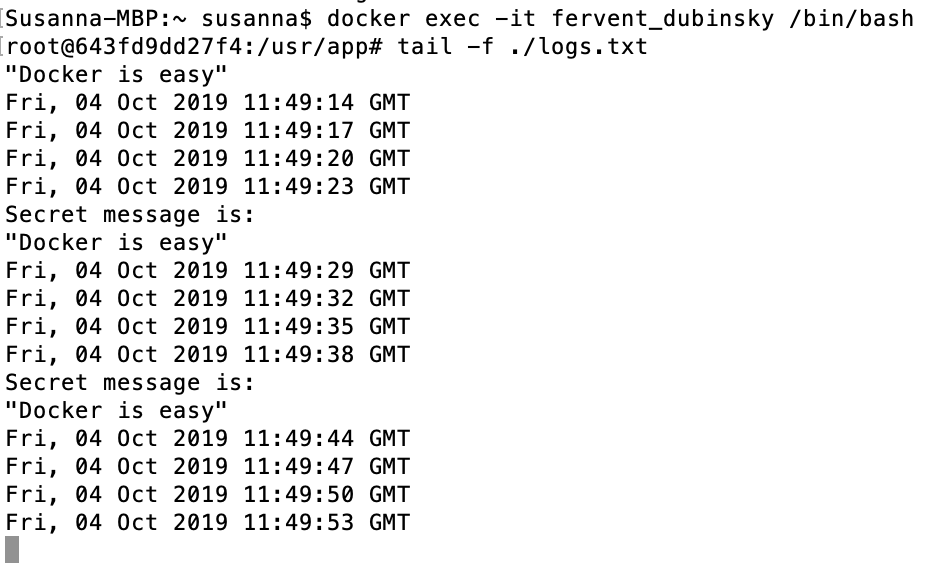 Susanna-MBP:~ susanna$ docker exec -it fervent_dubinsky /bin/bash
root@643fd9dd27f4:/usr/app# tail -f ./logs.txt
"Docker is easy"
Fri, 04 Oct 2019 11:49:14 GMT
Fri, 04 Oct 2019 11:49:17 GMT
Fri, 04 Oct 2019 11:49:20 GMT
Fri, 04 Oct 2019 11:49:23 GMT
Secret message is:
"Docker is easy"
Fri, 04 Oct 2019 11:49:29 GMT
Fri, 04 Oct 2019 11:49:32 GMT
Fri, 04 Oct 2019 11:49:35 GMT
Fri, 04 Oct 2019 11:49:38 GMT
Secret message is:
"Docker is easy"
Fri, 04 Oct 2019 11:49:44 GMT
Fri, 04 Oct 2019 11:49:47 GMT
Fri, 04 Oct 2019 11:49:50 GMT
Fri, 04 Oct 2019 11:49:53 GMT